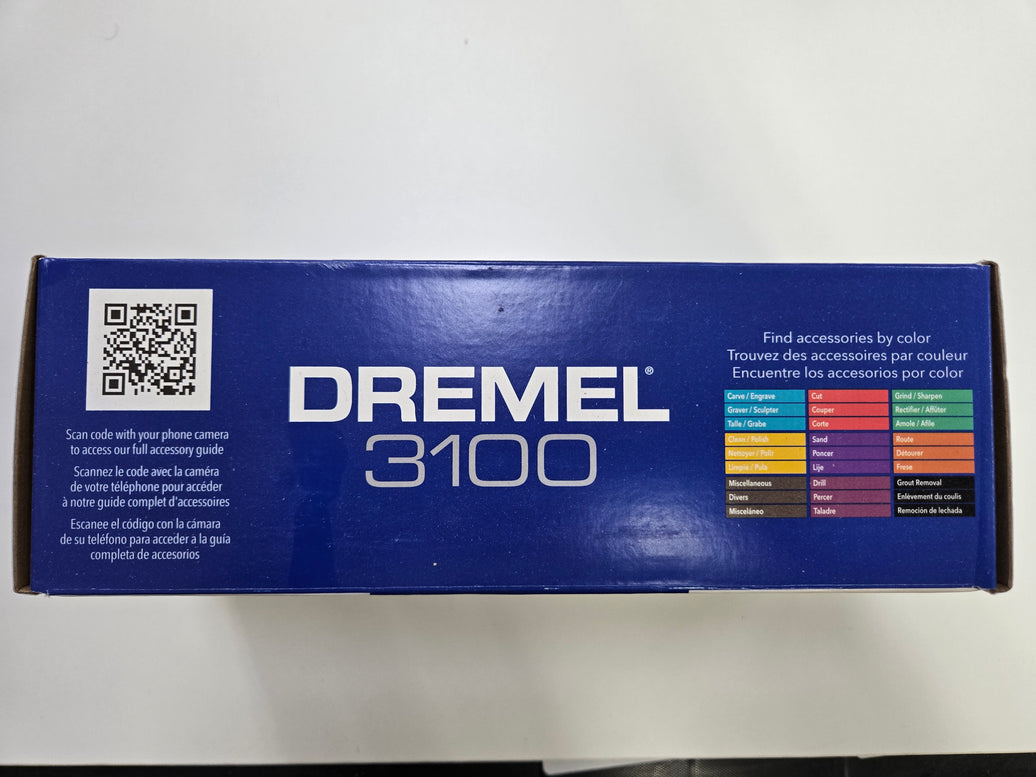 Scan code with your phone camera
to access our full accessory guide
Scannez le code avec la caméra
de votre téléphone pour accéder
à notre guide complet d'accessoires
Escanee el código con la cámara
de su teléfono para acceder a la guía
completa de accesorios
DREMEL®
3100
Find accessories by color
Trouvez des accessoires par couleur
Encuentre los accesorios por color
Carve / Engrave
Graver / Sculpter
Talle / Grabe
Cut
Couper
Corte
Grind / Sharpen
Rectifier / Affûter
Amole / Afile
Clean / Polish
Nettoyer / Polir
Limpie / Pula
Sand
Poncer
Lije
Route
Détourer
Frese
Miscellaneous
Divers
Misceláneo
Drill
Percer
Taladre
Grout Removal
Enlèvement du coulis
Remoción de lechada